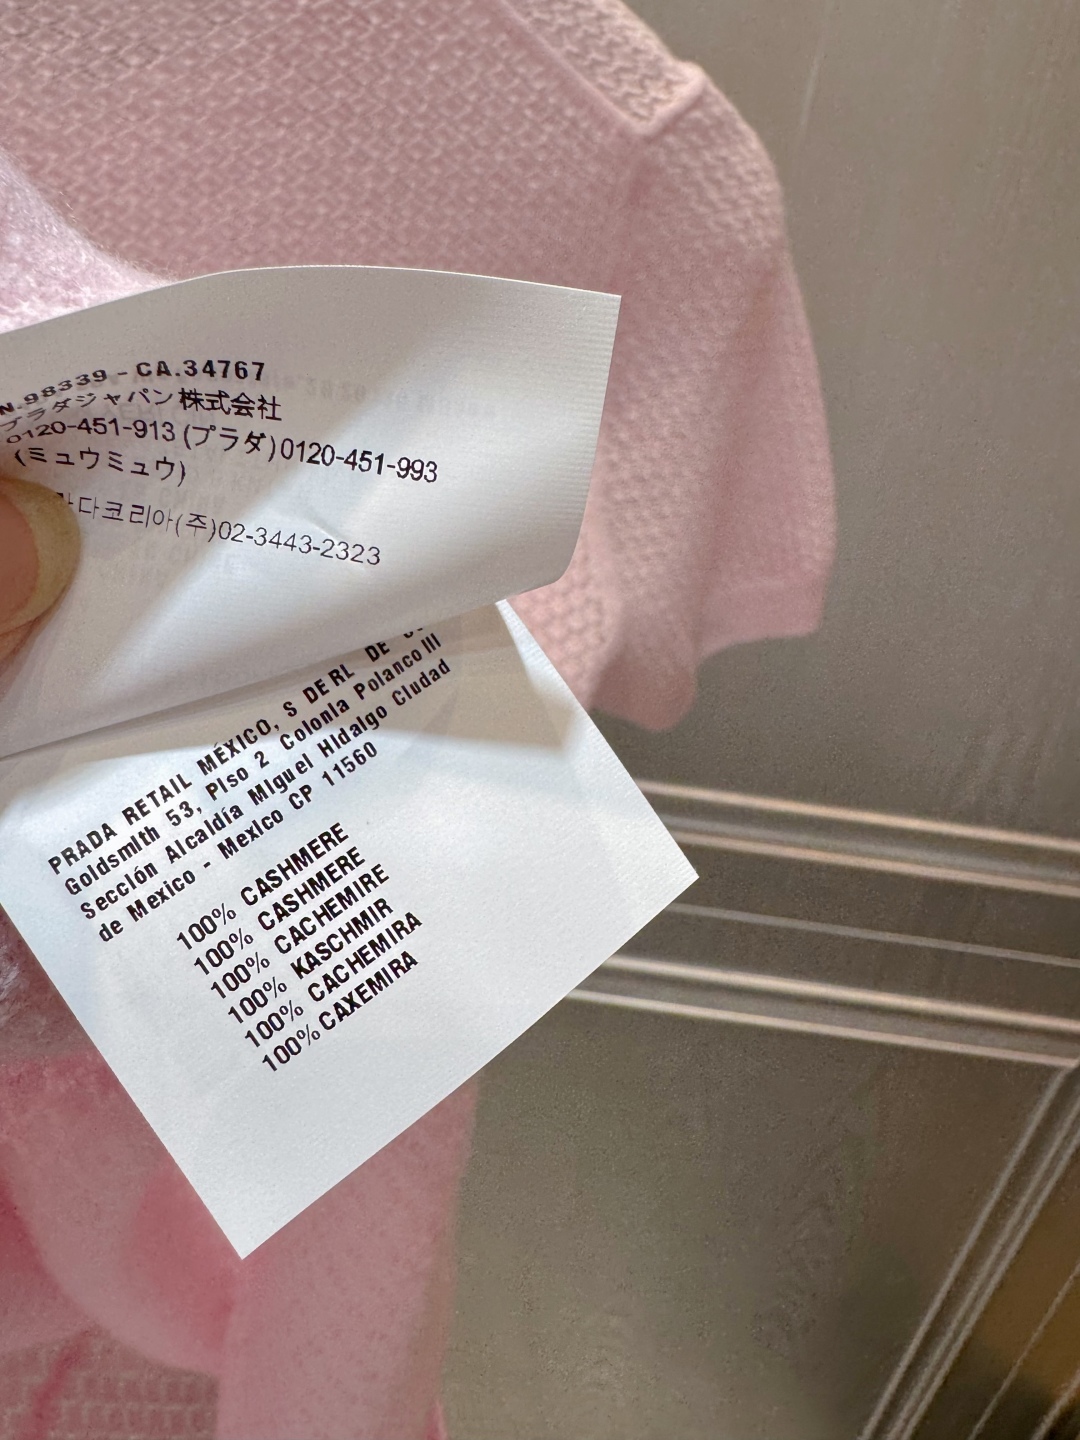 N.98339 - CA.34767
プラダジャパン株式会社
0120-451-913 (プラダ)0120-451-993
(ミュウミュウ)
다코리아(주)02-3443-2323
PRADA RETAIL MÉXICO, S DE RL DE
Goldsmith 53, Piso 2 Colonia Polanco III
Sección Alcaldía Miguel Hidalgo Ciudad
de Mexico - Mexico CP 11560
100% CASHMERE
100% CASHMERE
100% CACHEMIRE
100% KASCHMIR
100% CACHEMIRA
100% CAXEMIRA